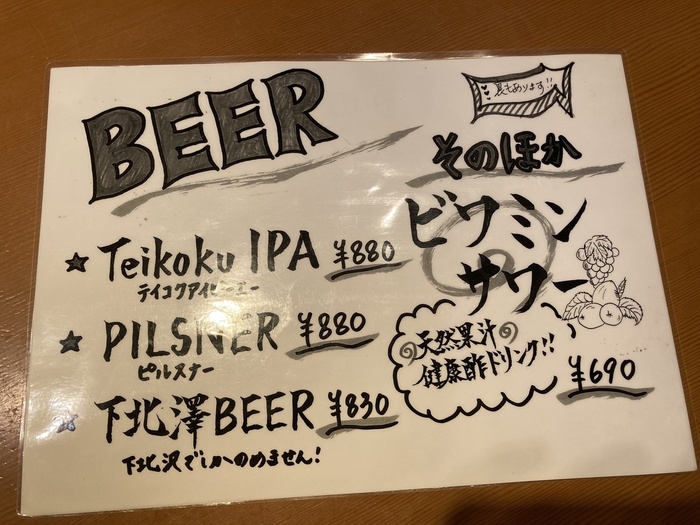 BEER
★ Teikoku IPA ¥880
テイコクアイピーエー
★ PILSNER ¥880
ピルスナー
★ 下北澤BEER ¥830
下北沢でしかのめません!
裏もあります!!
そのほか
ビワミン
サワー
天然果汁
健康酢ドリンク!!
¥690